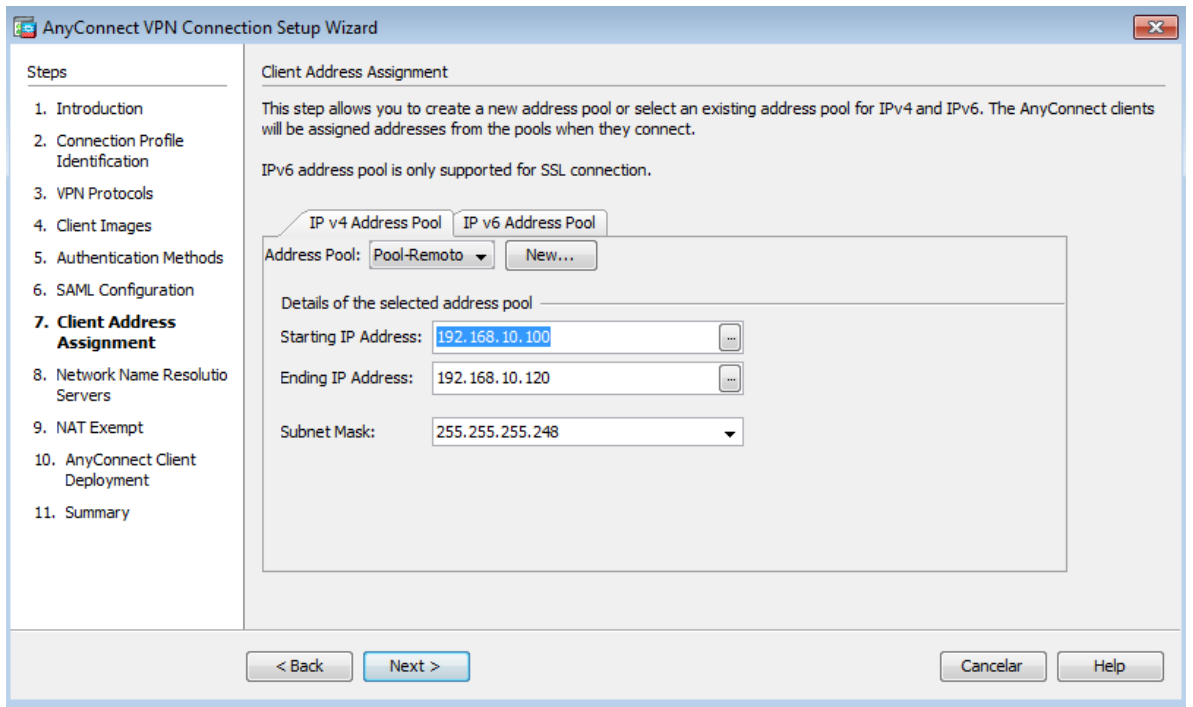 AnyConnect VPN Connection Setup Wizard
Steps
1. Introduction
2. Connection Profile
Identification
3. VPN Protocols
4. Client Images
5. Authentication Methods
6. SAML Configuration
7. Client Address
Assignment
8. Network Name Resolutio
Servers
9. NAT Exempt
10. AnyConnect Client
Deployment
11. Summary
Client Address Assignment
This step allows you to create a new address pool or select an existing address pool for IPv4 and IPv6. The AnyConnect clients
will be assigned addresses from the pools when they connect.
IPv6 address pool is only supported for SSL connection.
IP v4 Address Pool IP v6 Address Pool
Address Pool: Pool-Remoto New...
Details of the selected address pool
Starting IP Address: 192.168.10.100 ...
Ending IP Address: 192.168.10.120 ...
Subnet Mask: 255.255.255.248
< Back Next > Cancelar Help